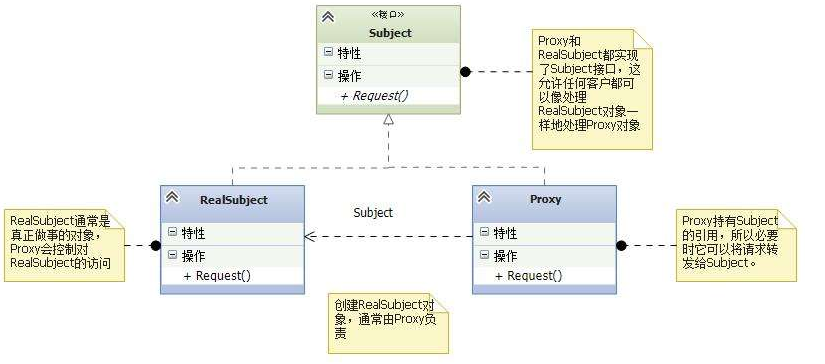 «接口»
Subject
特性
操作
+ Request()
Proxy和
RealSubject都实现
了Subject接口，这
允许任何客户都可
以像处理
RealSubject对象一
样地处理Proxy对象
RealSubject通常是
真正做事的对象，
Proxy会控制对
RealSubject的访问
RealSubject
特性
操作
+ Request()
Subject
Proxy
特性
操作
+ Request()
Proxy持有Subject
的引用，所以必要
时它可以将请求转
发给Subject。
创建RealSubject对
象，通常由Proxy负
责